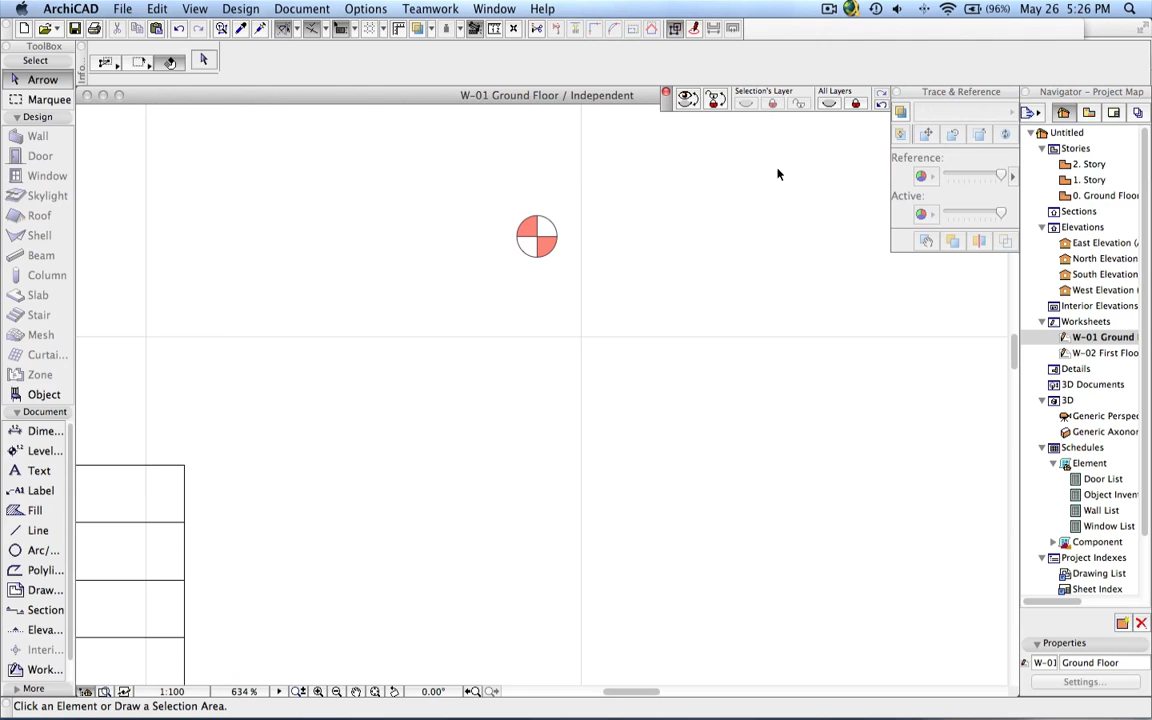 ArchiCAD File Edit View Design Document Options Teamwork Window Help
(96%) May 26 5:26 PM
ToolBox
Select
Arrow
Marquee
Design
Wall
Door
Window
Skylight
Roof
Shell
Beam
Column
Slab
Stair
Mesh
Curtai...
Zone
Object
Document
Dime...
Level...
Text
A1 Label
Fill
Line
Arc/...
Polyli...
Draw...
Section
Eleva...
Interi...
Work...
More
Info
W-01 Ground Floor / Independent
Selection's Layer
All Layers
Trace & Reference
Reference:
Active:
Navigator - Project Map
Untitled
Stories
2. Story
1. Story
0. Ground Floo
Sections
Elevations
East Elevation (
North Elevation
South Elevation
West Elevation
Interior Elevations
Worksheets
W-01 Ground
W-02 First Floo
Details
3D Documents
3D
Generic Perspe
Generic Axonor
Schedules
Element
Door List
Object Inven
Wall List
Window List
Component
Project Indexes
Drawing List
Sheet Index
Properties
W-01 Ground Floor
Settings...
1:100 634 % 0.00°
Click an Element or Draw a Selection Area.